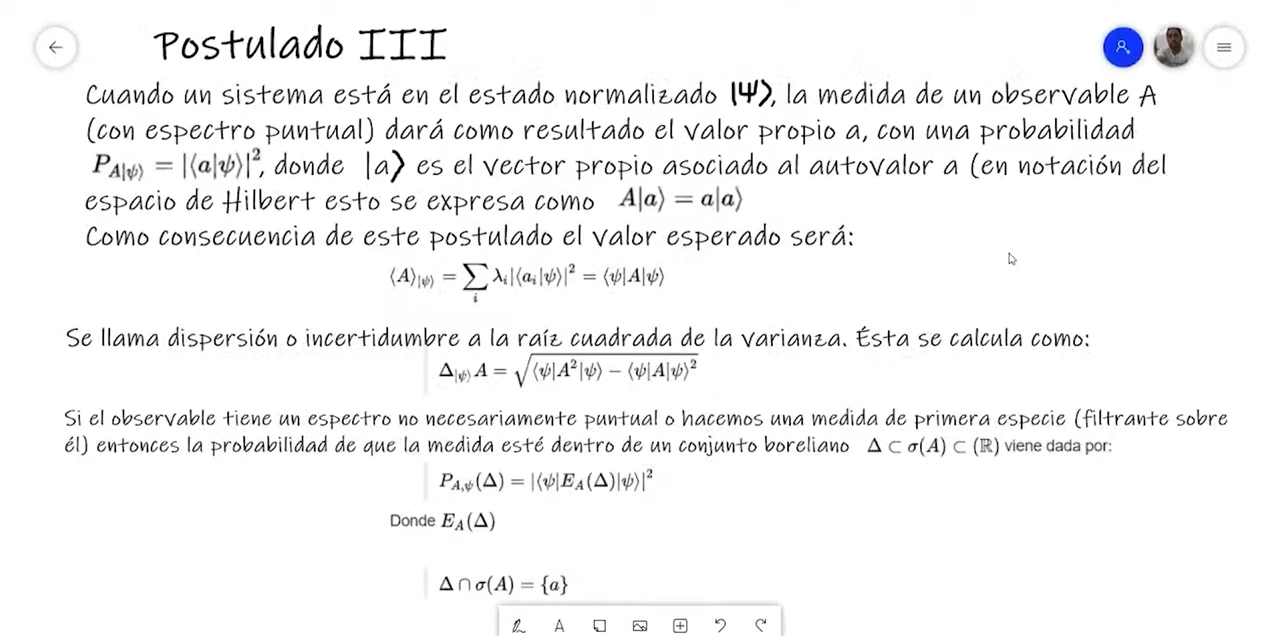 Postulado III
Cuando un sistema está en el estado normalizado |Ψ⟩, la medida de un observable A
(con espectro puntual) dará como resultado el valor propio a, con una probabilidad
P_{A|ψ⟩} = |⟨a|ψ⟩|², donde |a⟩ es el vector propio asociado al autovalor a (en notación del
espacio de Hilbert esto se expresa como A|a⟩ = a|a⟩
Como consecuencia de este postulado el valor esperado será:
⟨A⟩_{|ψ⟩} = ∑_i λ_i|⟨a_i|ψ⟩|² = ⟨ψ|A|ψ⟩
Se llama dispersión o incertidumbre a la raíz cuadrada de la varianza. Ésta se calcula como:
Δ_{|ψ⟩} A = √(⟨ψ|A²|ψ⟩ − ⟨ψ|A|ψ⟩²)
Si el observable tiene un espectro no necesariamente puntual o hacemos una medida de primera especie (filtrante sobre
él) entonces la probabilidad de que la medida esté dentro de un conjunto boreliano Δ ⊂ σ(A) ⊂ (ℝ) viene dada por:
P_{A,ψ}(Δ) = |⟨ψ|E_A(Δ)|ψ⟩|²
Donde E_A(Δ)
Δ ∩ σ(A) = {a}
A